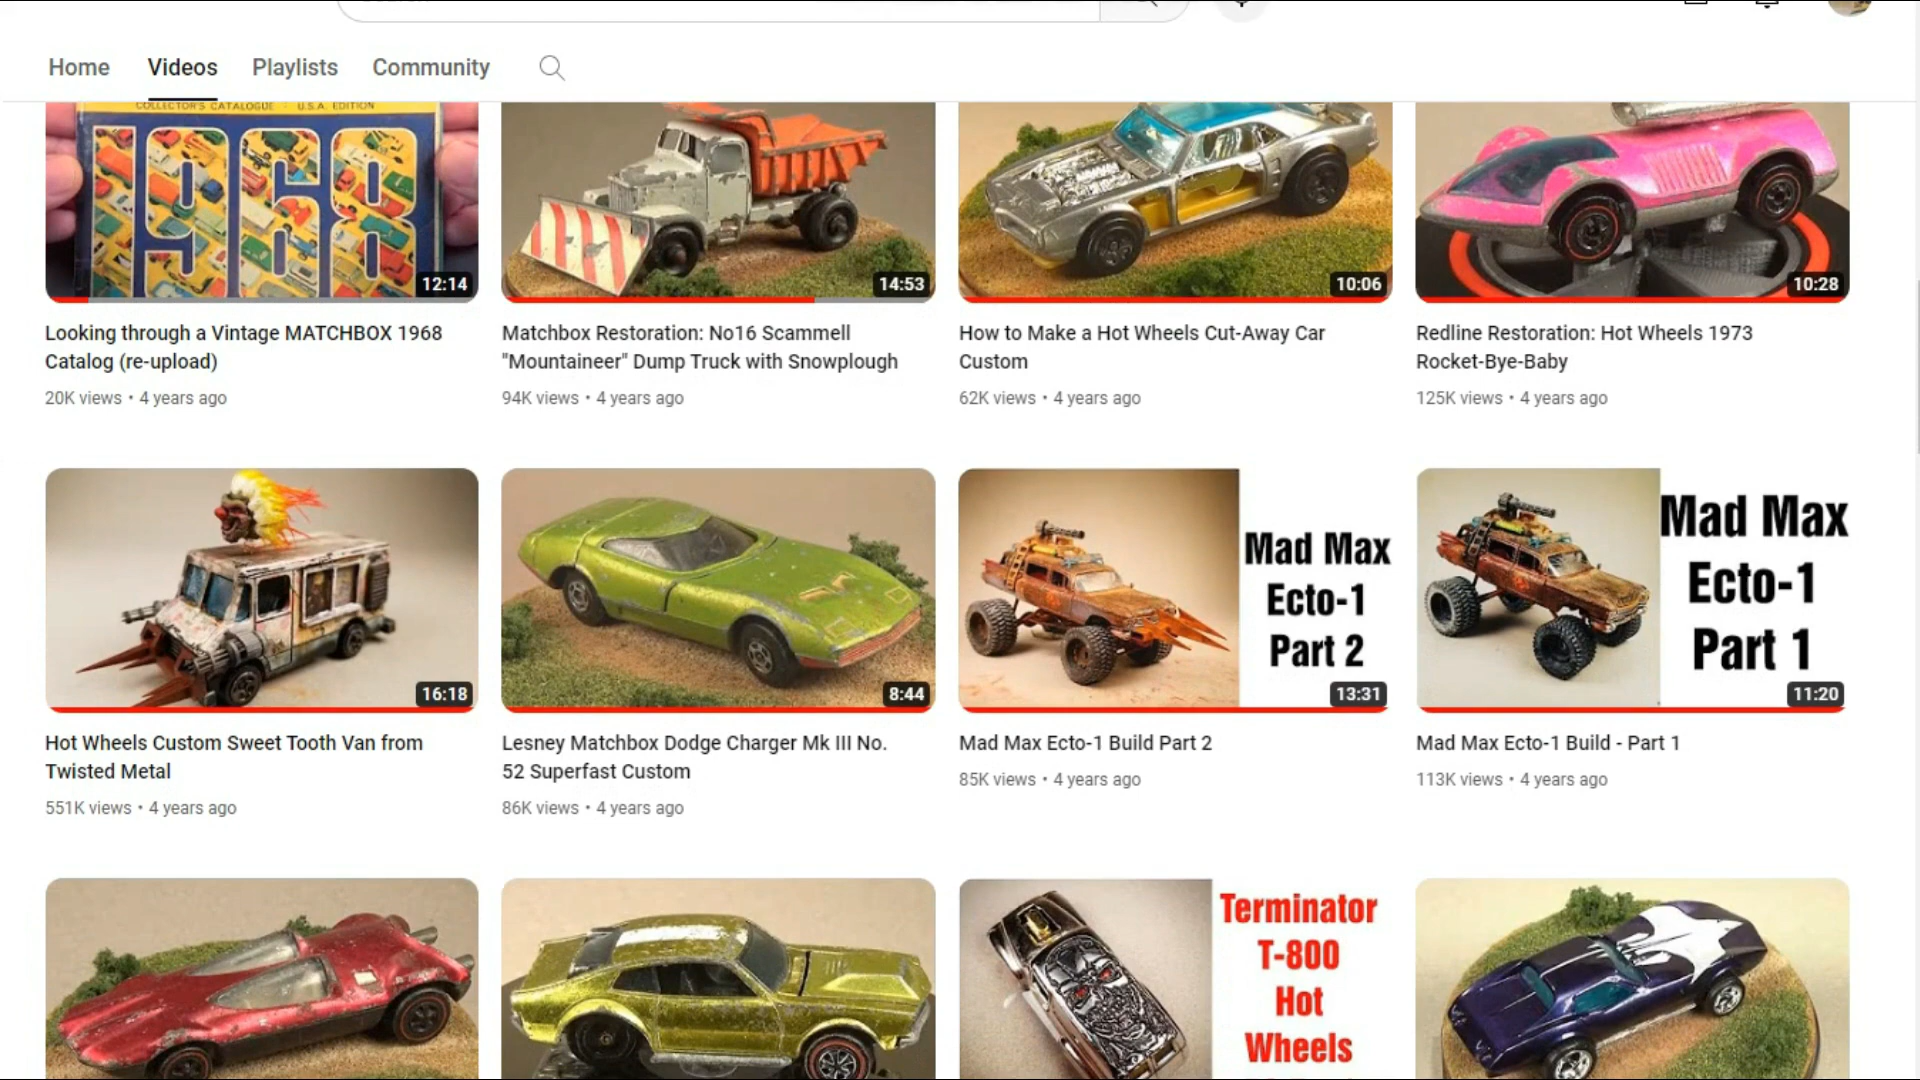 Home Videos Playlists Community
COLLECTOR'S CATALOGUE U.S.A. EDITION
1968
12:14
14:53
10:06
10:28
Looking through a Vintage MATCHBOX 1968
Catalog (re-upload)
20K views • 4 years ago
Matchbox Restoration: No16 Scammell
"Mountaineer" Dump Truck with Snowplough
94K views • 4 years ago
How to Make a Hot Wheels Cut-Away Car
Custom
62K views • 4 years ago
Redline Restoration: Hot Wheels 1973
Rocket-Bye-Baby
125K views • 4 years ago
16:18
8:44
Mad Max
Ecto-1
Part 2
13:31
Mad Max
Ecto-1
Part 1
11:20
Hot Wheels Custom Sweet Tooth Van from
Twisted Metal
551K views • 4 years ago
Lesney Matchbox Dodge Charger Mk III No.
52 Superfast Custom
86K views • 4 years ago
Mad Max Ecto-1 Build Part 2
85K views • 4 years ago
Mad Max Ecto-1 Build - Part 1
113K views • 4 years ago
Terminator
T-800
Hot
Wheels